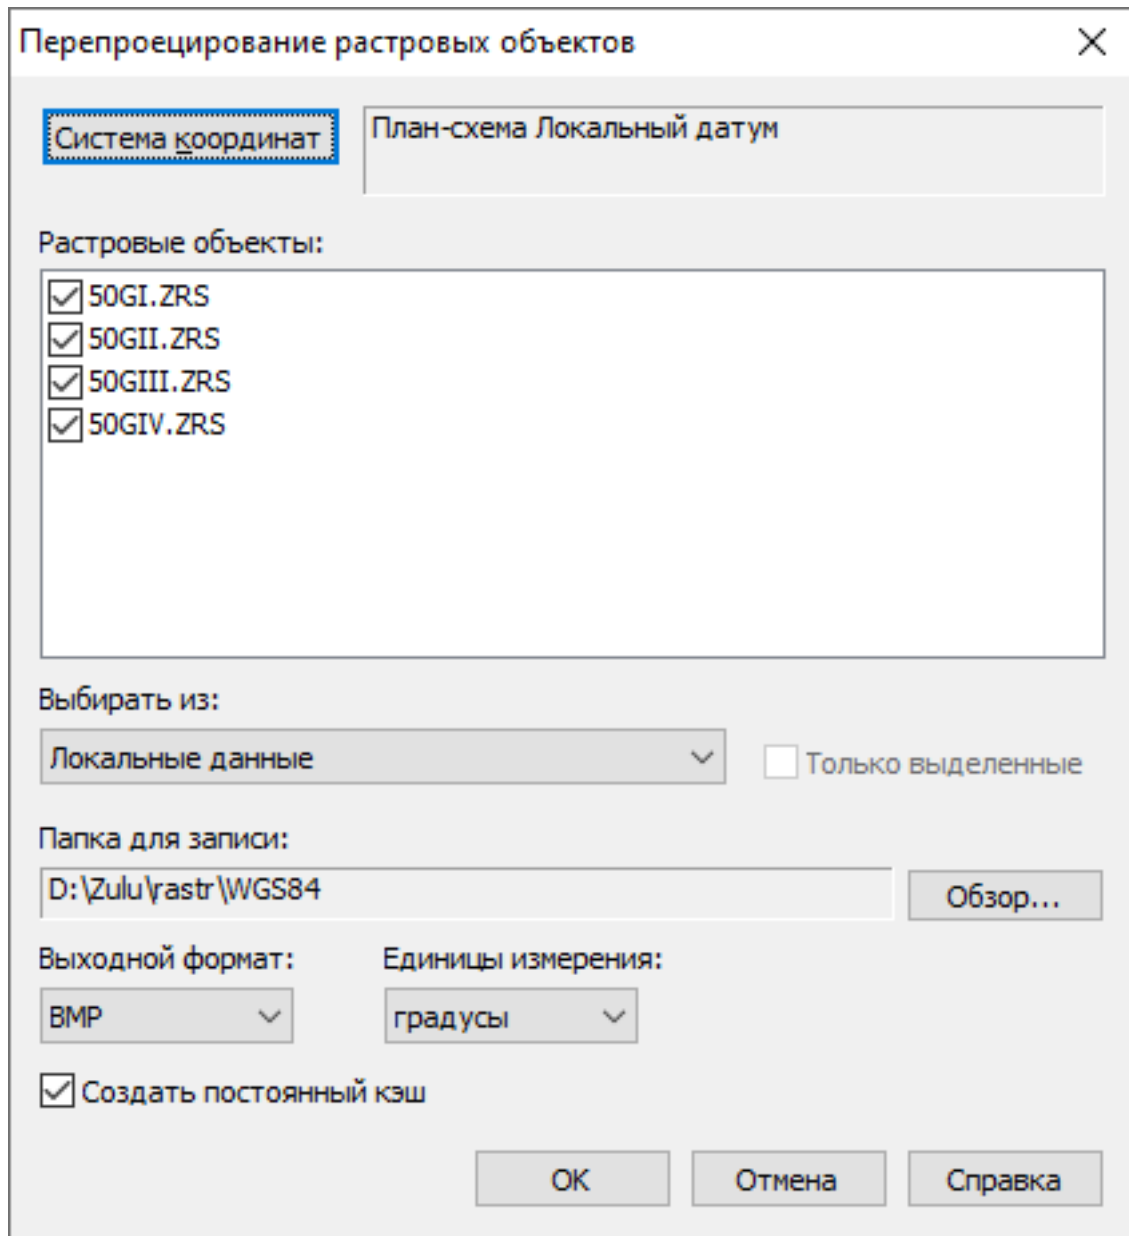 Перепроецирование растровых объектов
Система координат
План-схема Локальный датум
Растровые объекты:
50GI.ZRS
50GII.ZRS
50GIII.ZRS
50GIV.ZRS
Выбирать из:
Локальные данные
Только выделенные
Папка для записи:
D:\Zulu\rastr\WGS84
Обзор...
Выходной формат: Единицы измерения:
BMP градусы
Создать постоянный кэш
OK Отмена Справка